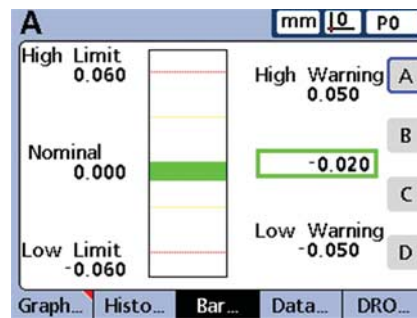 A mm 0 P0
High Limit
0.060
High Warning
0.050
A
B
Nominal
0.000
-0.020
C
Low Limit
-0.060
Low Warning
-0.050
D
Graph... Histo... Bar... Data... DRO...